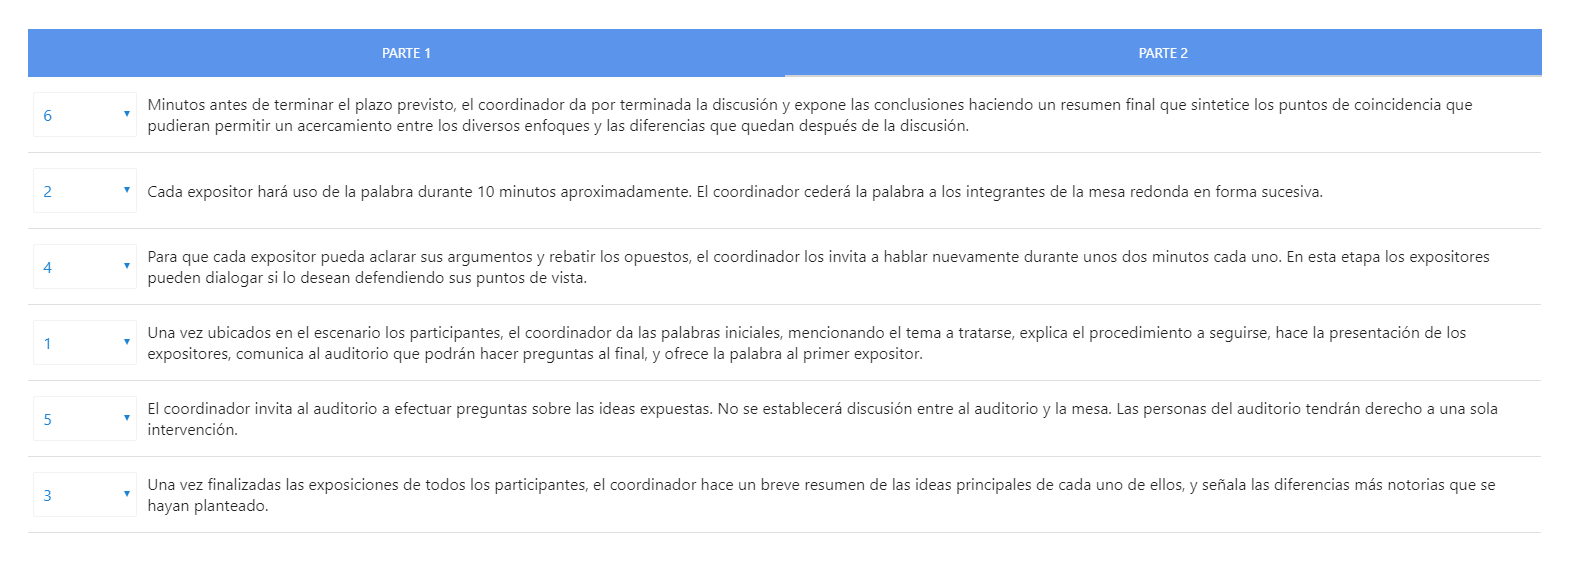 PARTE 1
PARTE 2
6
Minutos antes de terminar el plazo previsto, el coordinador da por terminada la discusión y expone las conclusiones haciendo un resumen final que sintetice los puntos de coincidencia que
pudieran permitir un acercamiento entre los diversos enfoques y las diferencias que quedan después de la discusión.
2
Cada expositor hará uso de la palabra durante 10 minutos aproximadamente. El coordinador cederá la palabra a los integrantes de la mesa redonda en forma sucesiva.
4
Para que cada expositor pueda aclarar sus argumentos y rebatir los opuestos, el coordinador los invita a hablar nuevamente durante unos dos minutos cada uno. En esta etapa los expositores
pueden dialogar si lo desean defendiendo sus puntos de vista.
1
Una vez ubicados en el escenario los participantes, el coordinador da las palabras iniciales, mencionando el tema a tratarse, explica el procedimiento a seguirse, hace la presentación de los
expositores, comunica al auditorio que podrán hacer preguntas al final, y ofrece la palabra al primer expositor.
5
El coordinador invita al auditorio a efectuar preguntas sobre las ideas expuestas. No se establecerá discusión entre al auditorio y la mesa. Las personas del auditorio tendrán derecho a una sola
intervención.
3
Una vez finalizadas las exposiciones de todos los participantes, el coordinador hace un breve resumen de las ideas principales de cada uno de ellos, y señala las diferencias más notorias que se
hayan planteado.